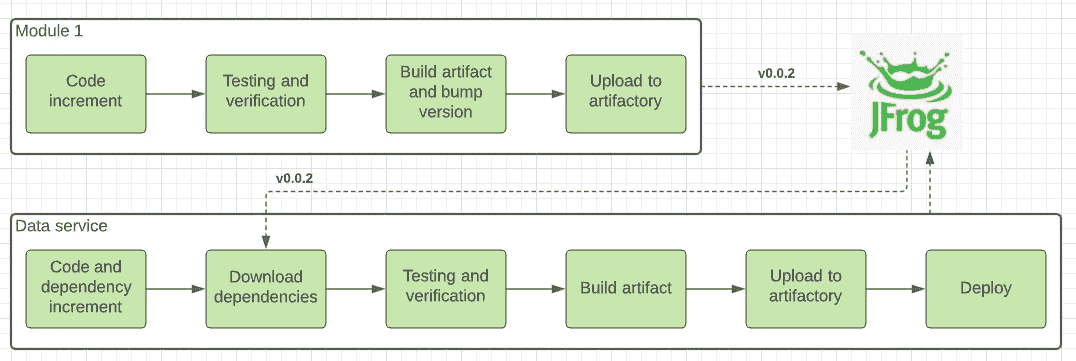 Module 1
Code
increment
Testing and
verification
Build artifact
and bump
version
Upload to
artifactory
v0.0.2
JFrog
v0.0.2
Data service
Code and
dependency
increment
Download
dependencies
Testing and
verification
Build artifact
Upload to
artifactory
Deploy